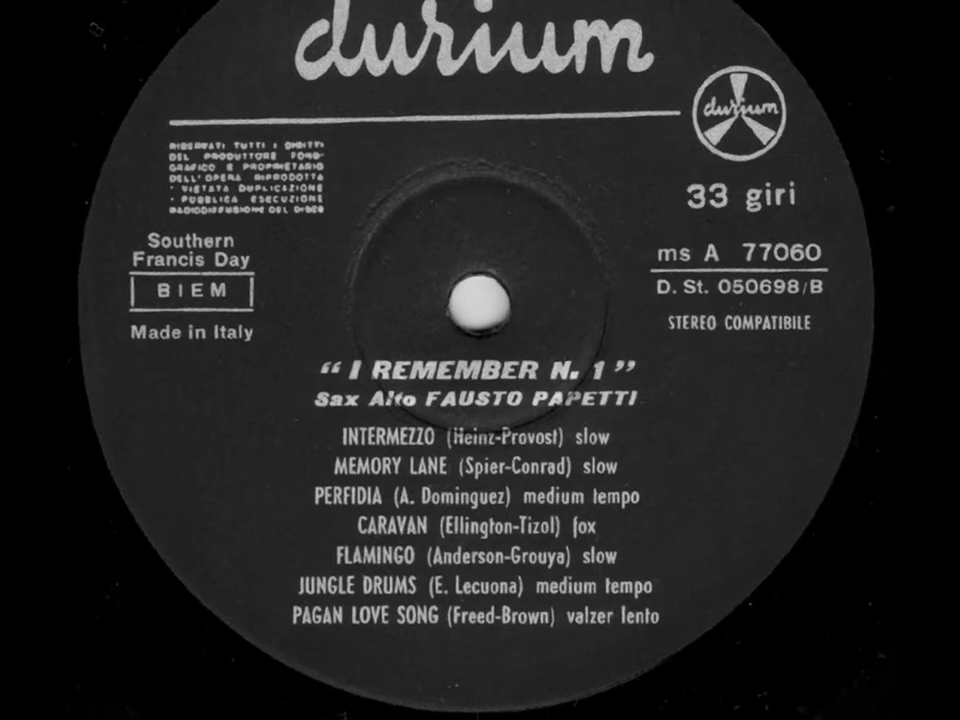 durium
durium
RISERVATI TUTTI I DIRITTI
DEL PRODUTTORE FONO-
GRAFICO E PROPRIETARIO
DELL'OPERA RIPRODOTTA
· VIETATA DUPLICAZIONE
· PUBBLICA ESECUZIONE
RADIODIFFUSIONE DEL DISCO
33 giri
Southern
Francis Day
BIEM
Made in Italy
ms A 77060
D. St. 050698/B
STEREO COMPATIBILE
“I REMEMBER N. 1”
Sax Alto FAUSTO PAPETTI
INTERMEZZO (Heinz-Provost) slow
MEMORY LANE (Spier-Conrad) slow
PERFIDIA (A. Dominguez) medium tempo
CARAVAN (Ellington-Tizol) fox
FLAMINGO (Anderson-Grouya) slow
JUNGLE DRUMS (E. Lecuona) medium tempo
PAGAN LOVE SONG (Freed-Brown) valzer lento